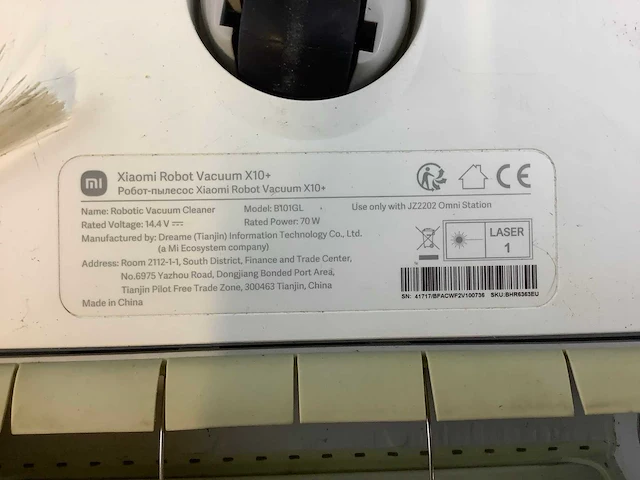 mi
Xiaomi Robot Vacuum X10+
Робот-пылесос Xiaomi Robot Vacuum X10+
Name: Robotic Vacuum Cleaner Model: B101GL Use only with JZ2202 Omni Station
Rated Voltage: 14.4 V ⎓ Rated Power: 70 W
Manufactured by: Dreame (Tianjin) Information Technology Co., Ltd.
(a Mi Ecosystem company)
Address: Room 2112-1-1, South District, Finance and Trade Center,
No.6975 Yazhou Road, Dongjiang Bonded Port Area,
Tianjin Pilot Free Trade Zone, 300463 Tianjin, China
Made in China
CE
LASER
1
SN: 41717/BFACWF2V100736 SKU:BHR6363EU